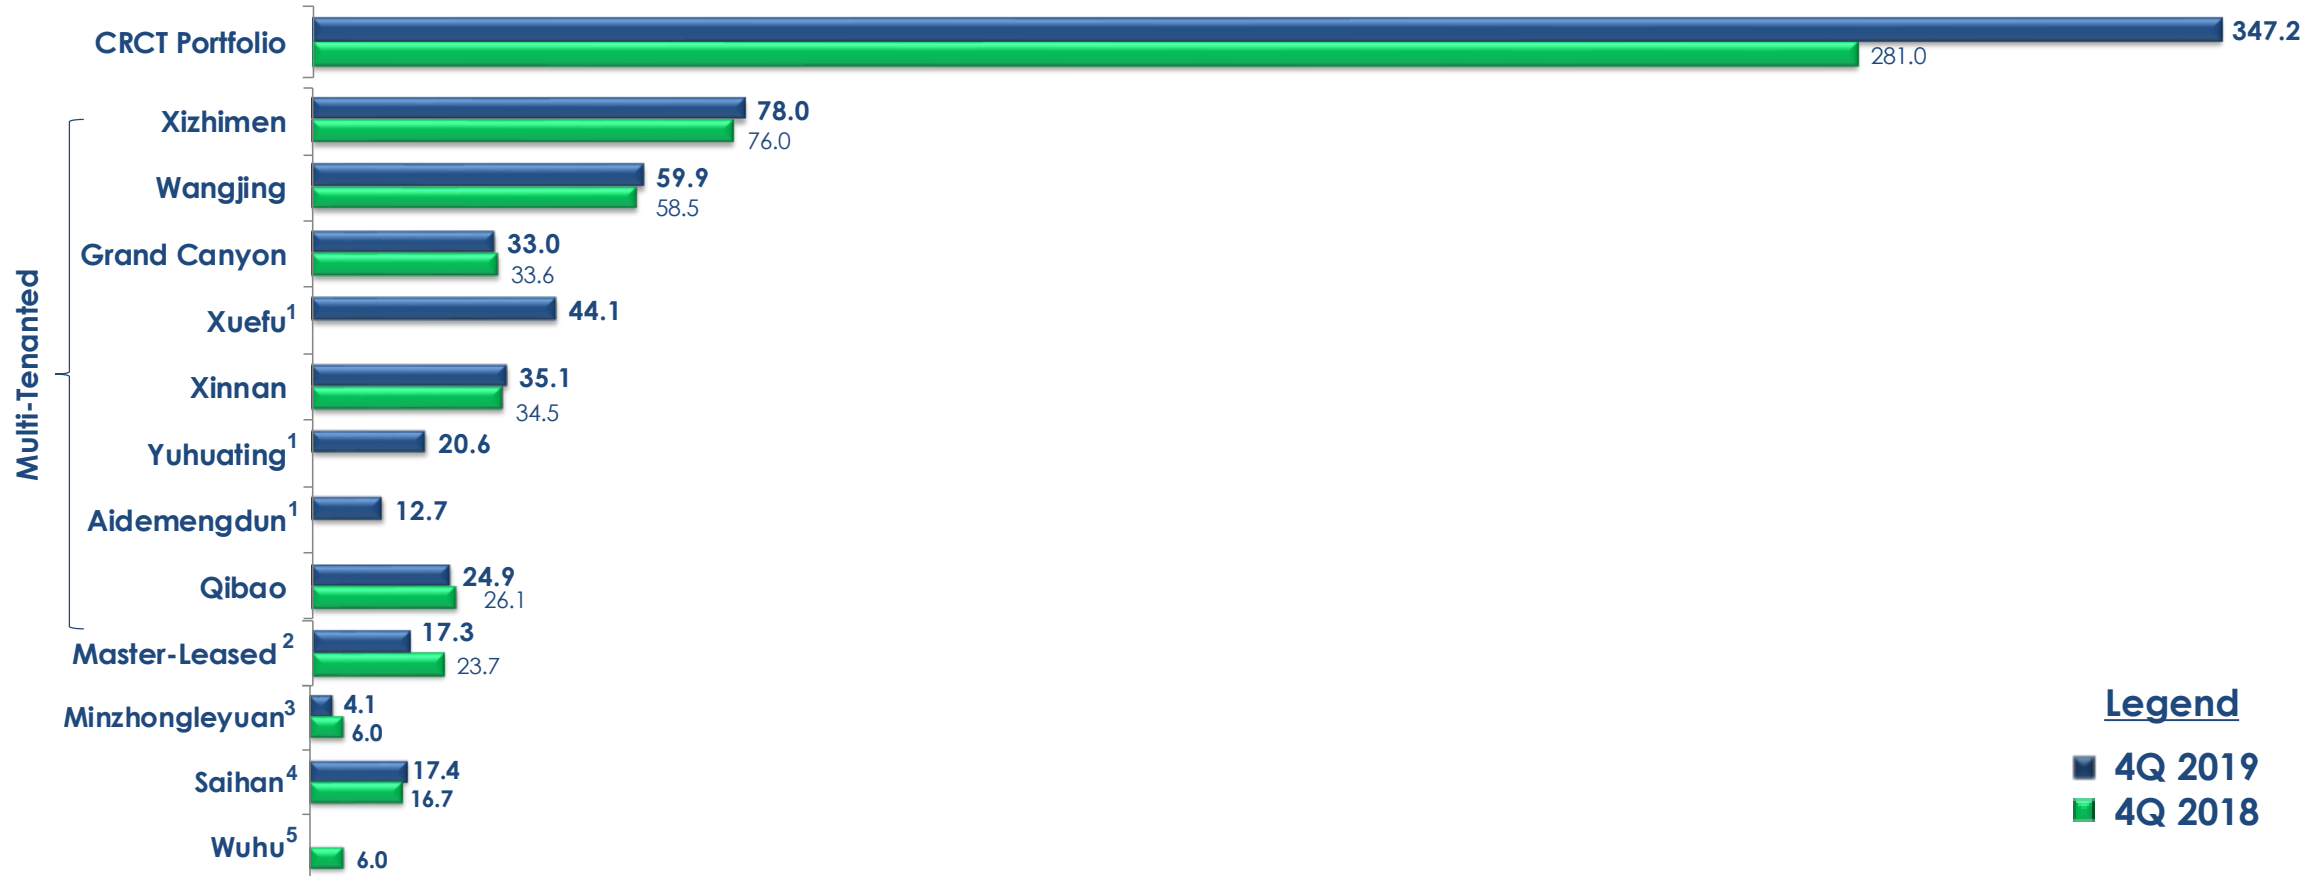 CRCT Portfolio
347.2
281.0
Multi-Tenanted
Xizhimen
78.0
76.0
Wangjing
59.9
58.5
Grand Canyon
33.0
33.6
Xuefu¹
44.1
Xinnan
35.1
34.5
Yuhuating¹
20.6
Aidemengdun¹
12.7
Qibao
24.9
26.1
Master-Leased ²
17.3
23.7
Minzhongleyuan³
4.1
6.0
Saihan⁴
17.4
16.7
Wuhu⁵
6.0
Legend
4Q 2019
4Q 2018